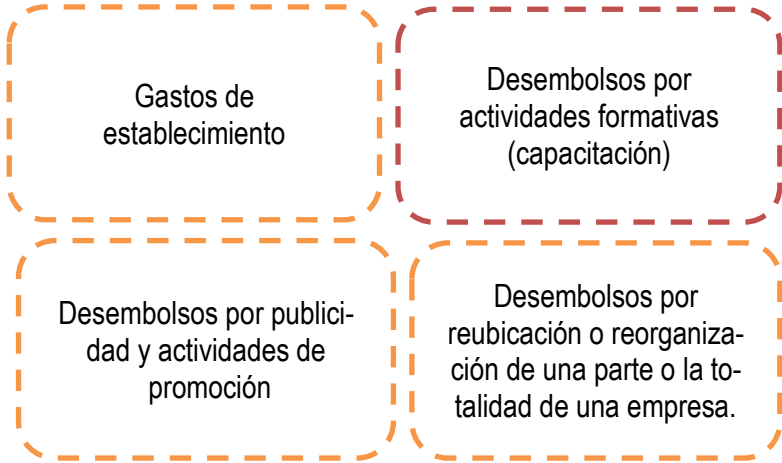 Gastos de
establecimiento
Desembolsos por
actividades formativas
(capacitación)
Desembolsos por publici-
dad y actividades de
promoción
Desembolsos por
reubicación o reorganiza-
ción de una parte o la to-
talidad de una empresa.